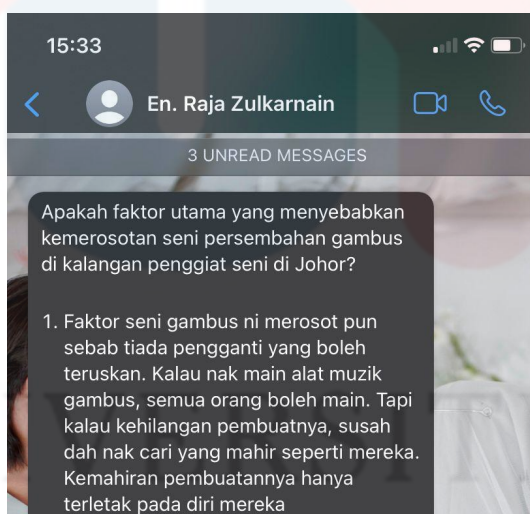 15:33
En. Raja Zulkarnain
3 UNREAD MESSAGES
Apakah faktor utama yang menyebabkan
kemerosotan seni persembahan gambus
di kalangan penggiat seni di Johor?
1. Faktor seni gambus ni merosot pun
sebab tiada pengganti yang boleh
teruskan. Kalau nak main alat muzik
gambus, semua orang boleh main. Tapi
kalau kehilangan pembuatnya, susah
dah nak cari yang mahir seperti mereka.
Kemahiran pembuatannya hanya
terletak pada diri mereka